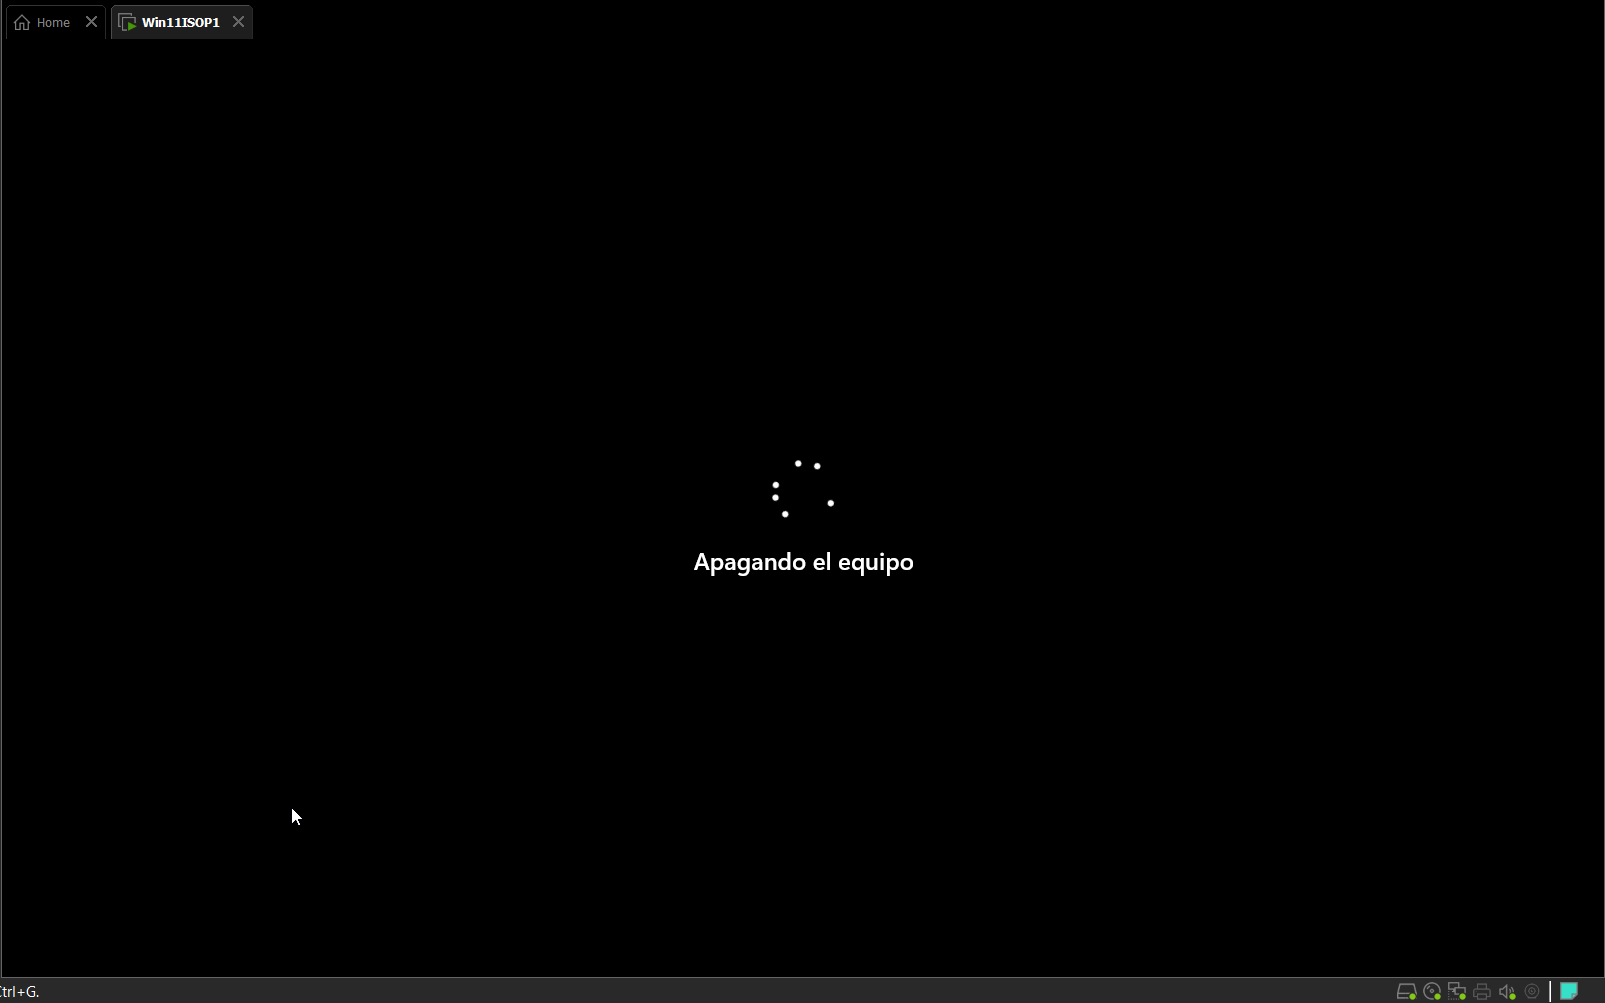 Home
Win11ISOP1
Apagando el equipo
trl+G.